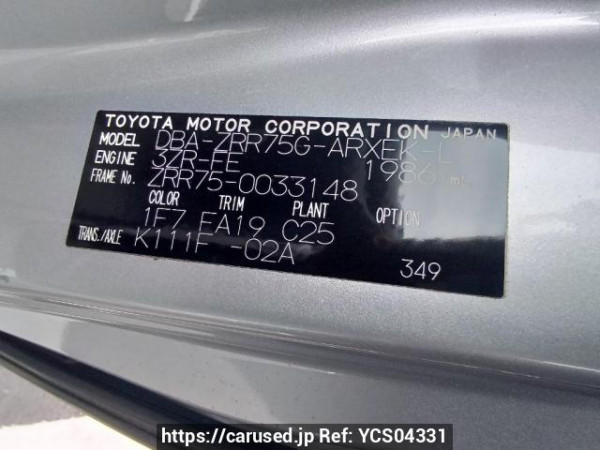 TOYOTA MOTOR CORPORATION JAPAN
MODEL DBA-ZRR75G-ARXEK-L
ENGINE 3ZR-FE 1986 mL
FRAME No. ZRR75-0033148
COLOR TRIM PLANT OPTION
1F7 FA19 C25
TRANS./AXLE K111F -02A
349
https://carused.jp Ref: YCS04331